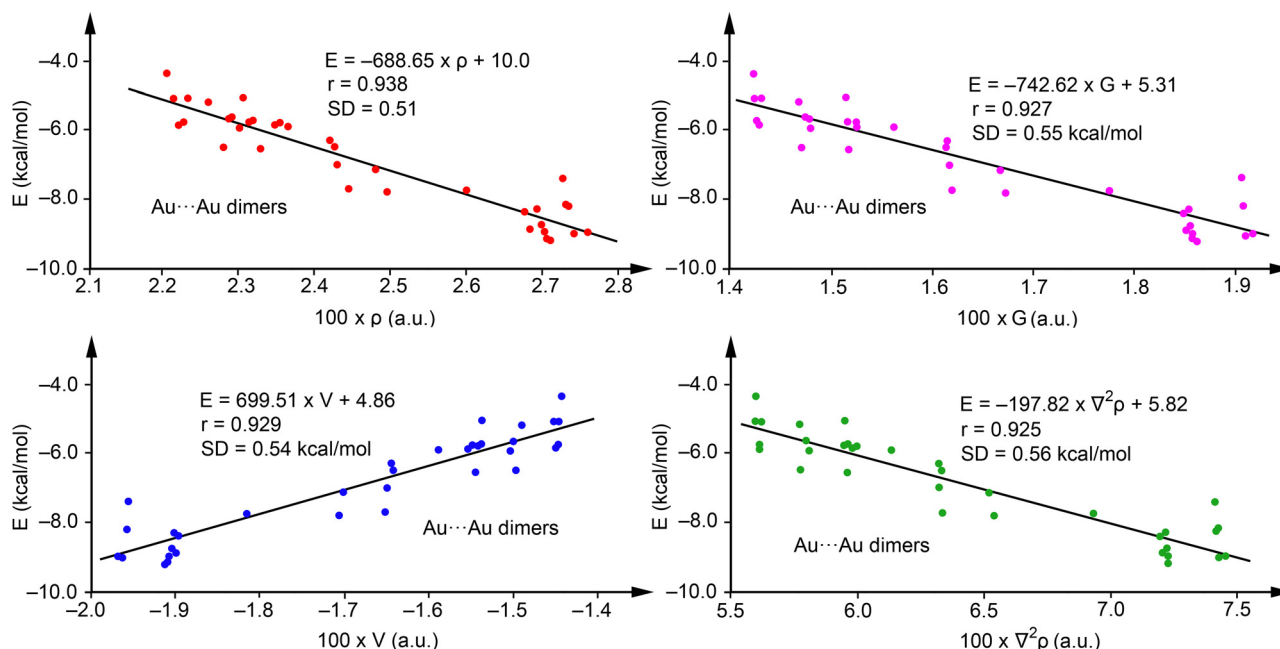 E = –688.65 x ρ + 10.0
r = 0.938
SD = 0.51
Au···Au dimers
E (kcal/mol)
–4.0
–6.0
–8.0
–10.0
2.1
2.2
2.3
2.4
2.5
2.6
2.7
2.8
100 x ρ (a.u.)
E = –742.62 x G + 5.31
r = 0.927
SD = 0.55 kcal/mol
Au···Au dimers
E (kcal/mol)
–4.0
–6.0
–8.0
–10.0
1.4
1.5
1.6
1.7
1.8
1.9
100 x G (a.u.)
E = 699.51 x V + 4.86
r = 0.929
SD = 0.54 kcal/mol
Au···Au dimers
E (kcal/mol)
–4.0
–6.0
–8.0
–10.0
–2.0
–1.9
–1.8
–1.7
–1.6
–1.5
–1.4
100 x V (a.u.)
E = –197.82 x ∇²ρ + 5.82
r = 0.925
SD = 0.56 kcal/mol
Au···Au dimers
E (kcal/mol)
–4.0
–6.0
–8.0
–10.0
5.5
6.0
6.5
7.0
7.5
100 x ∇²ρ (a.u.)